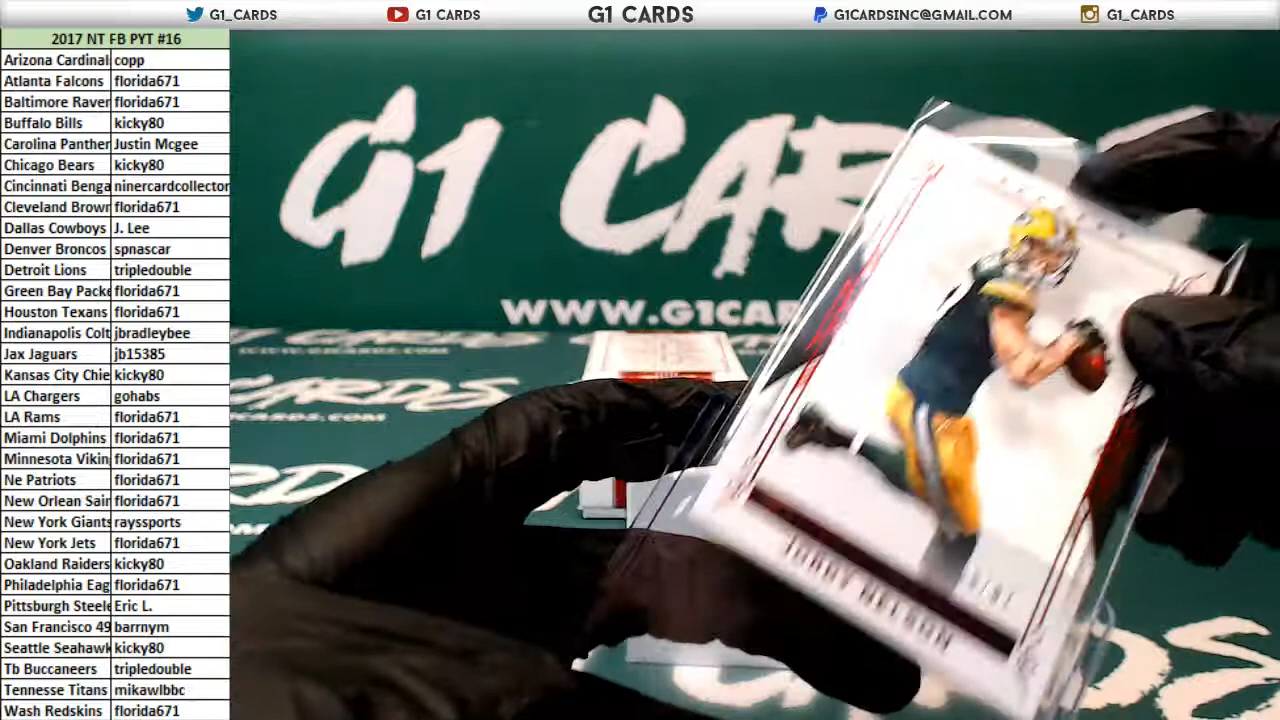 G1_CARDS
G1 CARDS
G1 CARDS
G1CARDSINC@GMAIL.COM
G1_CARDS
2017 NT FB PYT #16
Arizona Cardinal copp
Atlanta Falcons florida671
Baltimore Raver florida671
Buffalo Bills kicky80
Carolina Panther Justin Mcgee
Chicago Bears kicky80
Cincinnati Benga ninercardcollector
Cleveland Brown florida671
Dallas Cowboys J. Lee
Denver Broncos spnascar
Detroit Lions tripledouble
Green Bay Packe florida671
Houston Texans florida671
Indianapolis Colt jbradleybee
Jax Jaguars jb15385
Kansas City Chie kicky80
LA Chargers gohabs
LA Rams florida671
Miami Dolphins florida671
Minnesota Vikin florida671
Ne Patriots florida671
New Orlean Sain florida671
New York Giants rayssports
New York Jets florida671
Oakland Raiders kicky80
Philadelphia Eag florida671
Pittsburgh Steele Eric L.
San Francisco 49 barrnym
Seattle Seahawk kicky80
Tb Buccaneers tripledouble
Tennesse Titans mikawlbbc
Wash Redskins florida671
G1 CAR
WWW.G1CAR
JORDY NELSON